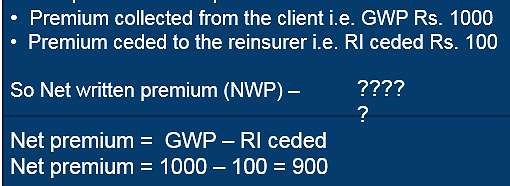 • Premium collected from the client i.e. GWP Rs. 1000
• Premium ceded to the reinsurer i.e. RI ceded Rs. 100
So Net written premium (NWP) – ????
?
Net premium = GWP – RI ceded
Net premium = 1000 – 100 = 900